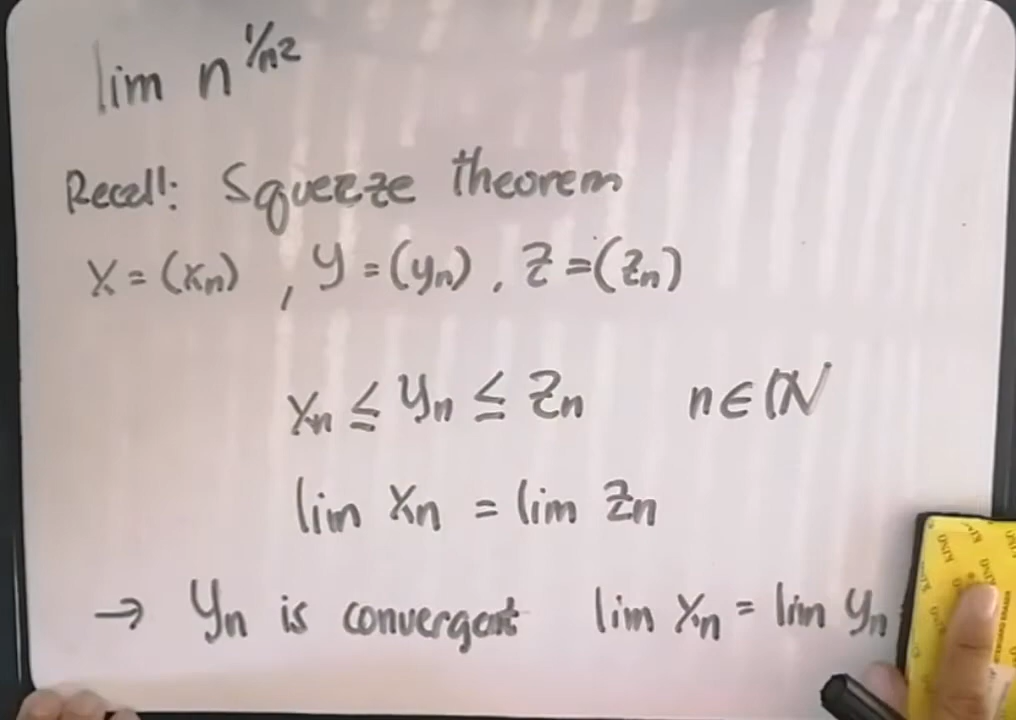 lim n^{1/n²}
Recall: Squeeze theorem
X = (xn) , Y = (yn) , Z = (zn)
xn ≤ yn ≤ zn n ∈ ℕ
lim xn = lim zn
→ yn is convergent lim xn = lim yn